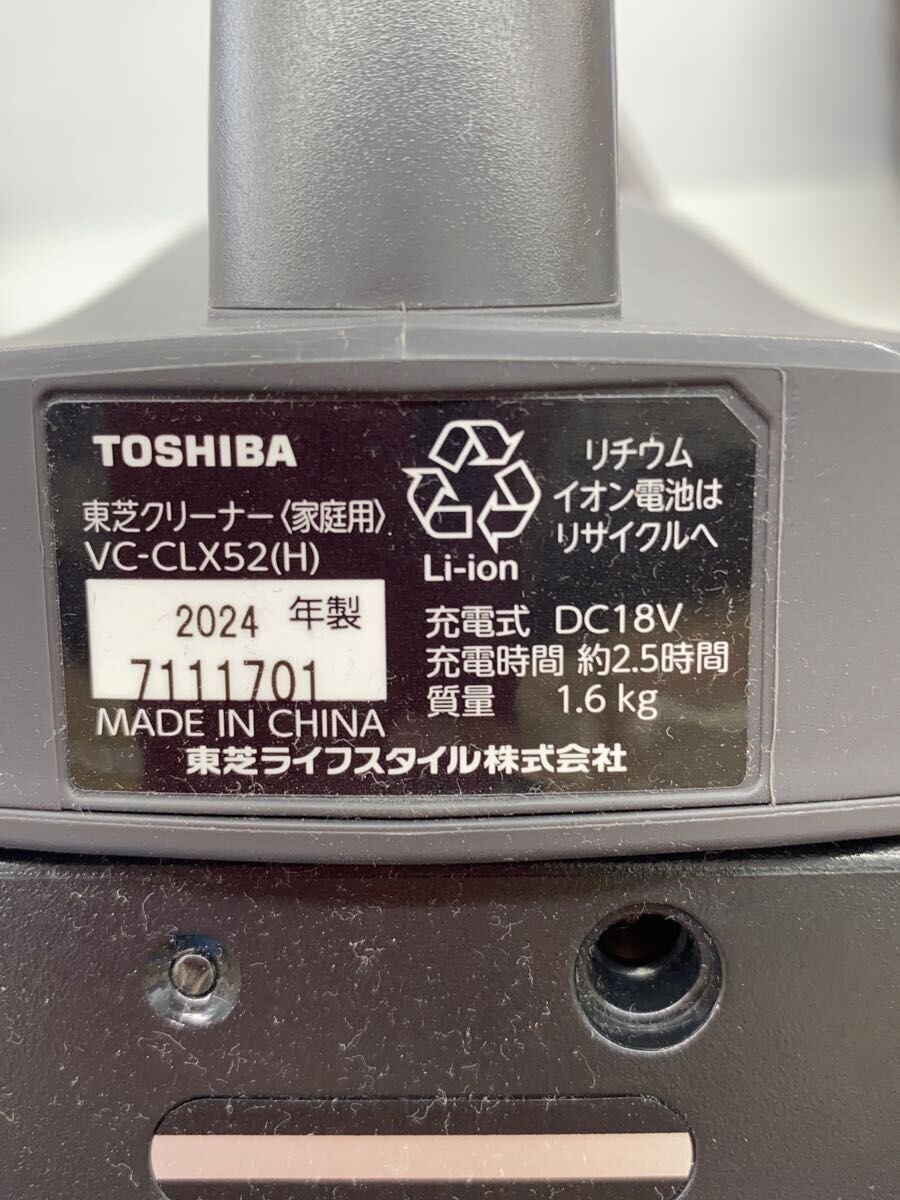 TOSHIBA
東芝クリーナー〈家庭用〉
VC-CLX52(H)
2024 年製
7111701
MADE IN CHINA
Li-ion
リチウム
イオン電池は
リサイクルへ
充電式 DC18V
充電時間 約2.5時間
質量 1.6 kg
東芝ライフスタイル株式会社